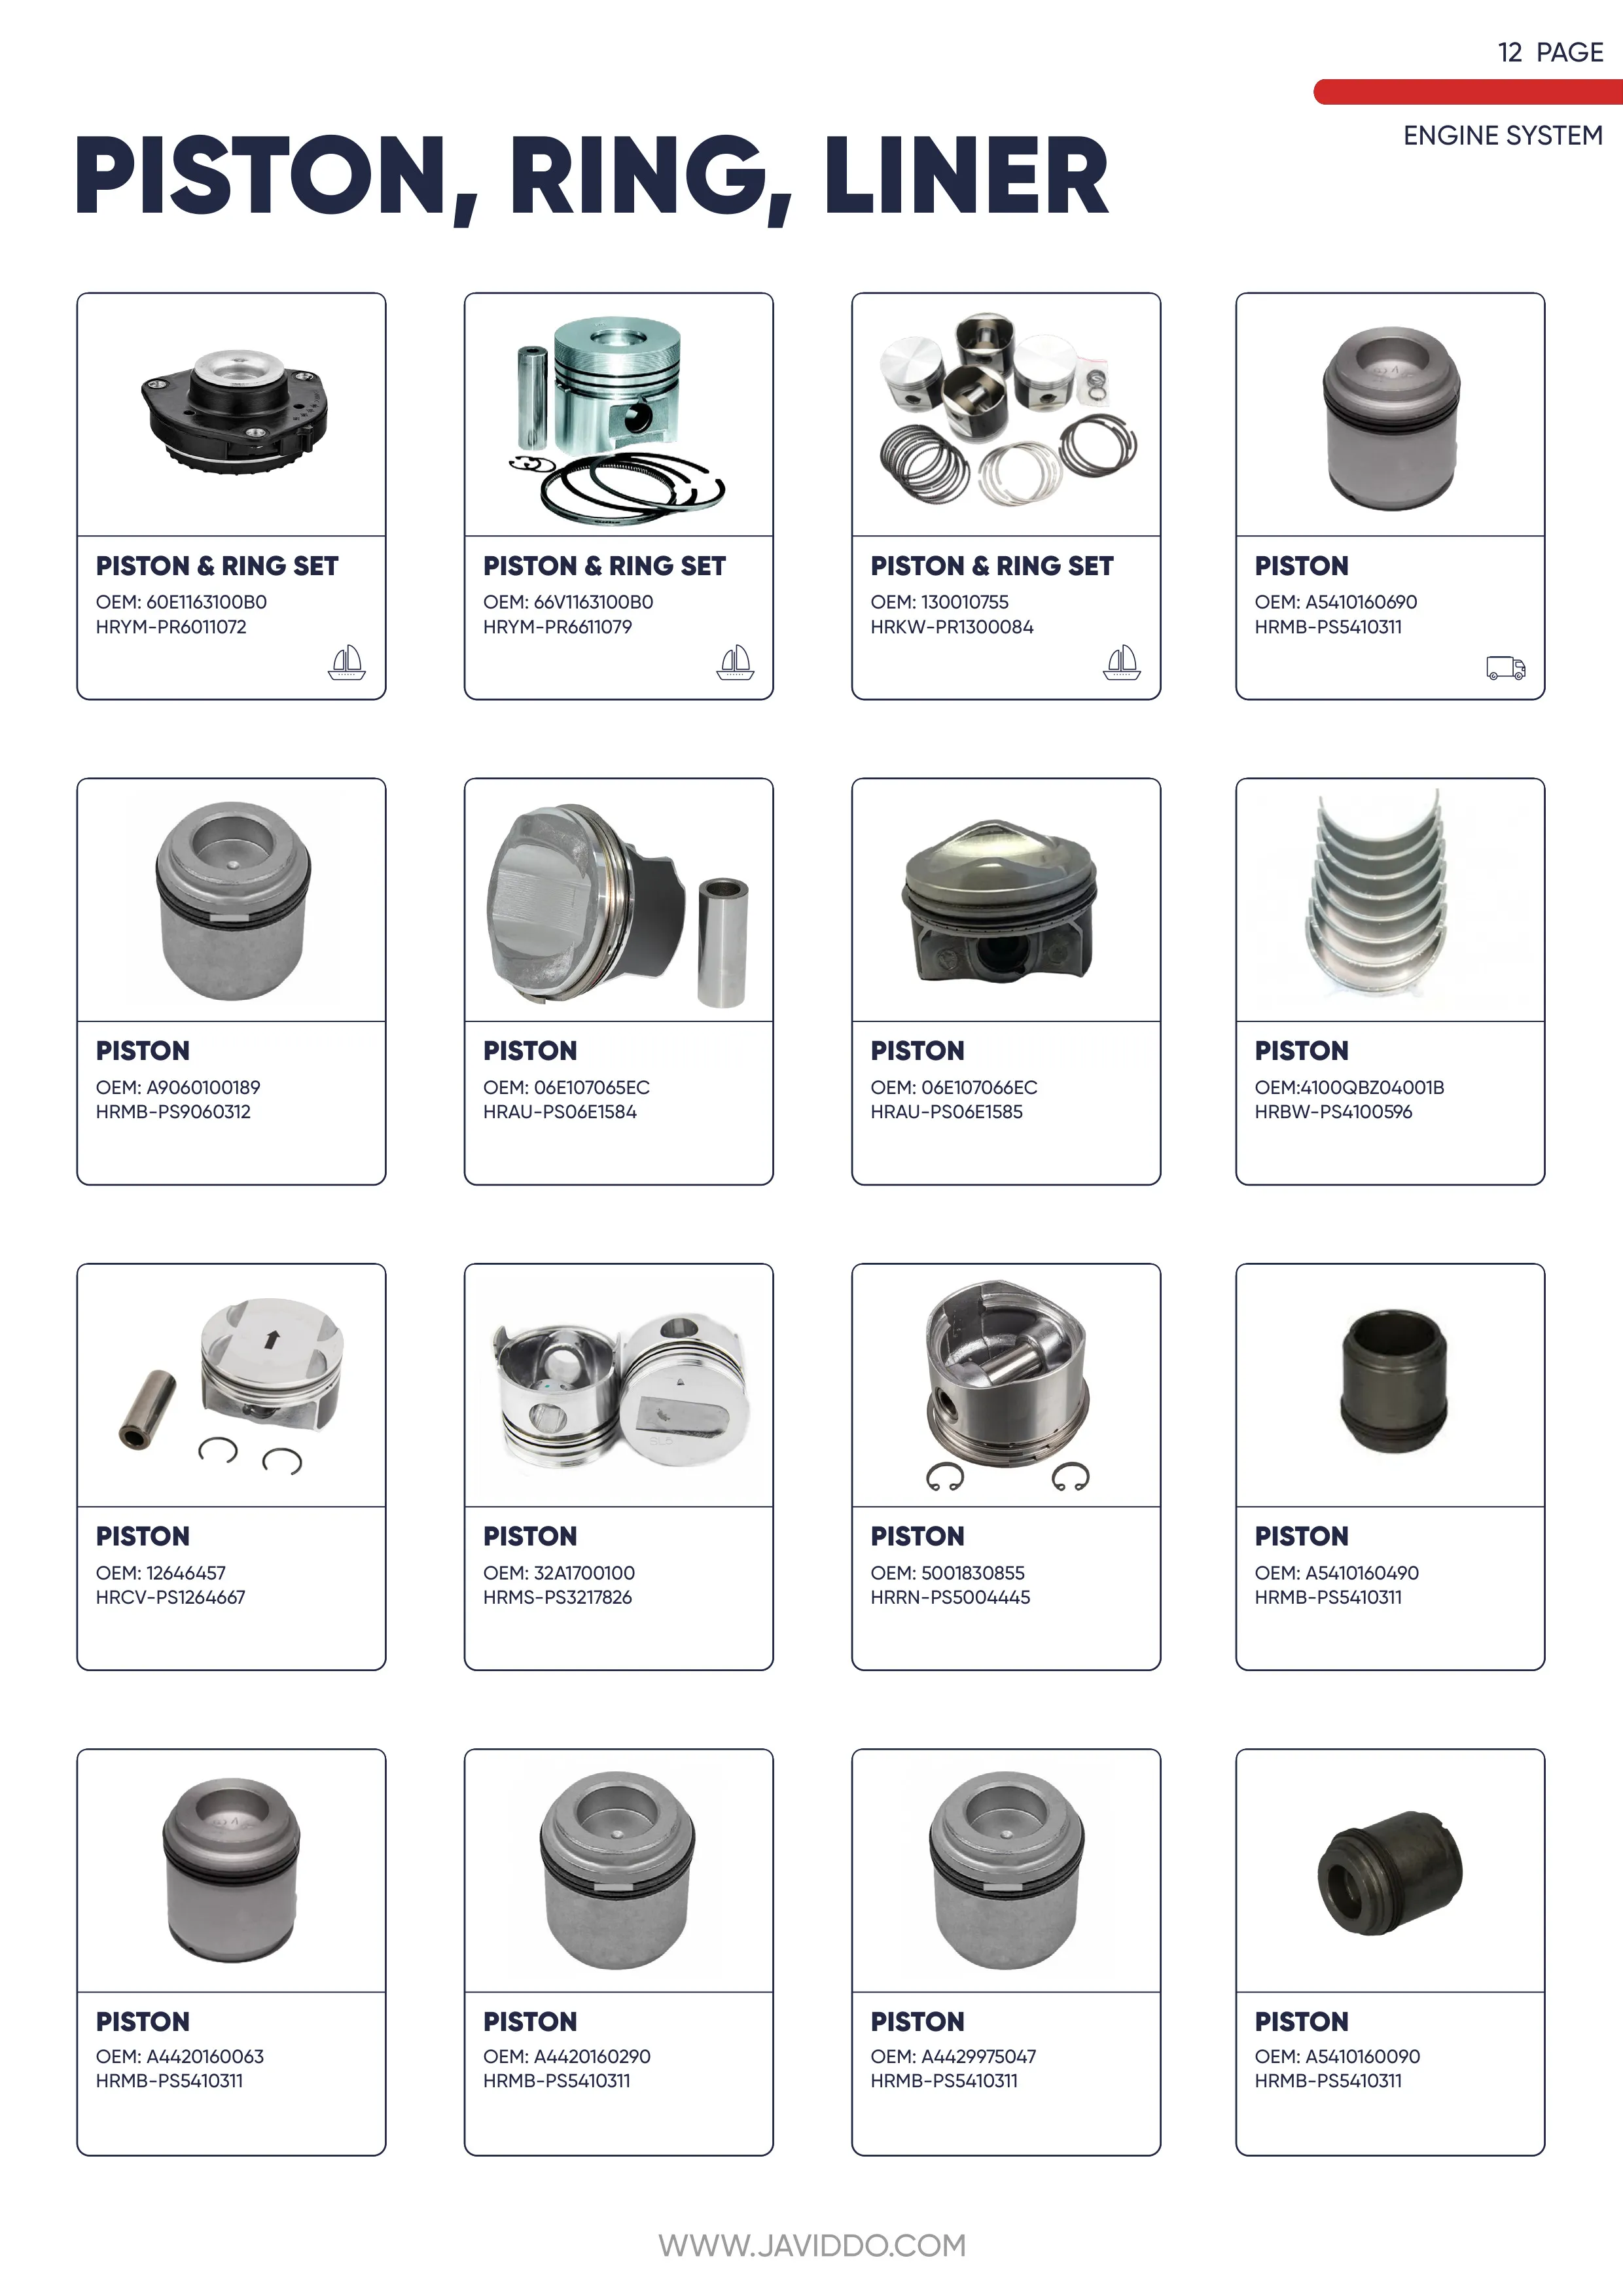 12 PAGE
ENGINE SYSTEM
PISTON, RING, LINER
PISTON & RING SET
OEM: 60E1163100B0
HRYM-PR6011072
PISTON & RING SET
OEM: 66V1163100B0
HRYM-PR6611079
PISTON & RING SET
OEM: 130010755
HRKW-PR1300084
PISTON
OEM: A5410160690
HRMB-PS5410311
PISTON
OEM: A9060100189
HRMB-PS9060312
PISTON
OEM: 06E107065EC
HRAU-PS06E1584
PISTON
OEM: 06E107066EC
HRAU-PS06E1585
PISTON
OEM:4100QBZ04001B
HRBW-PS4100596
PISTON
OEM: 12646457
HRCV-PS1264667
PISTON
OEM: 32A1700100
HRMS-PS3217826
PISTON
OEM: 5001830855
HRRN-PS5004445
PISTON
OEM: A5410160490
HRMB-PS5410311
PISTON
OEM: A4420160063
HRMB-PS5410311
PISTON
OEM: A4420160290
HRMB-PS5410311
PISTON
OEM: A4429975047
HRMB-PS5410311
PISTON
OEM: A5410160090
HRMB-PS5410311
WWW.JAVIDDO.COM